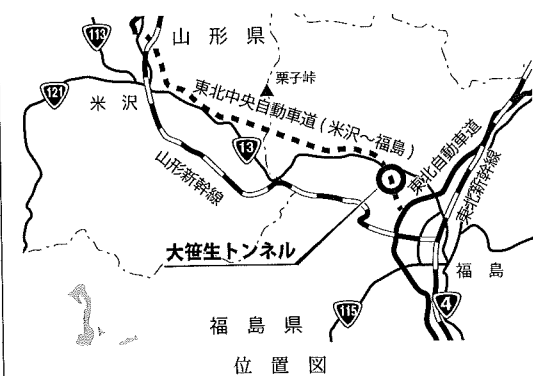 113
山形県
栗子峠
121
米沢
東北中央自動車道(米沢～福島)
13
山形新幹線
東北自動車道
東北新幹線
大笹生トンネル
福島
115
4
福島県
位置図